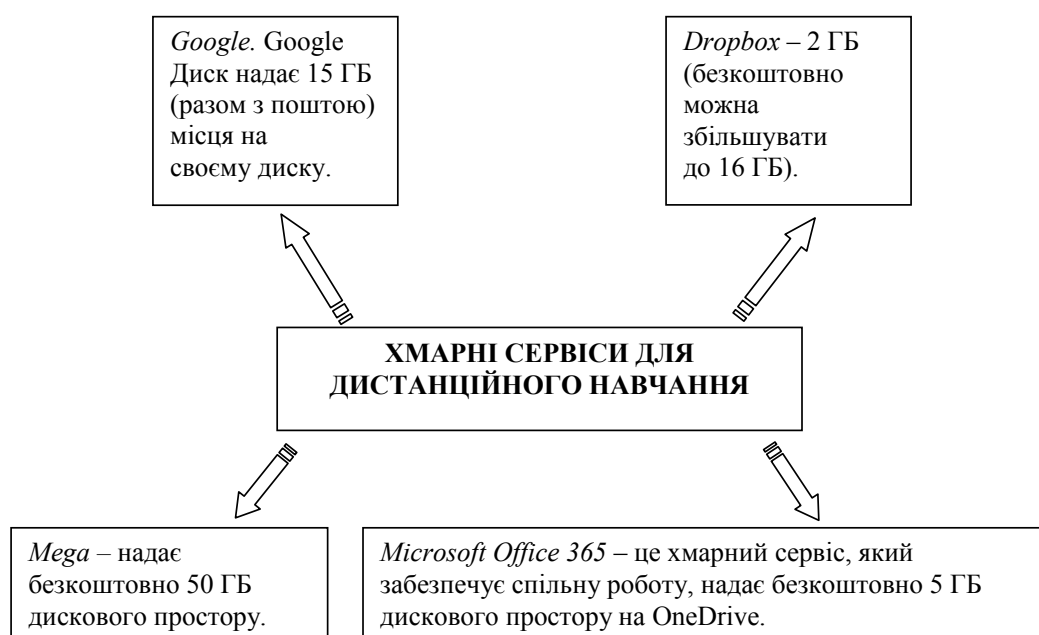 Google. Google
Диск надає 15 ГБ
(разом з поштою)
місця на
своєму диску.
Dropbox – 2 ГБ
(безкоштовно
можна
збільшувати
до 16 ГБ).
ХМАРНІ СЕРВІСИ ДЛЯ
ДИСТАНЦІЙНОГО НАВЧАННЯ
Mega – надає
безкоштовно 50 ГБ
дискового простору.
Microsoft Office 365 – це хмарний сервіс, який
забезпечує спільну роботу, надає безкоштовно 5 ГБ
дискового простору на OneDrive.